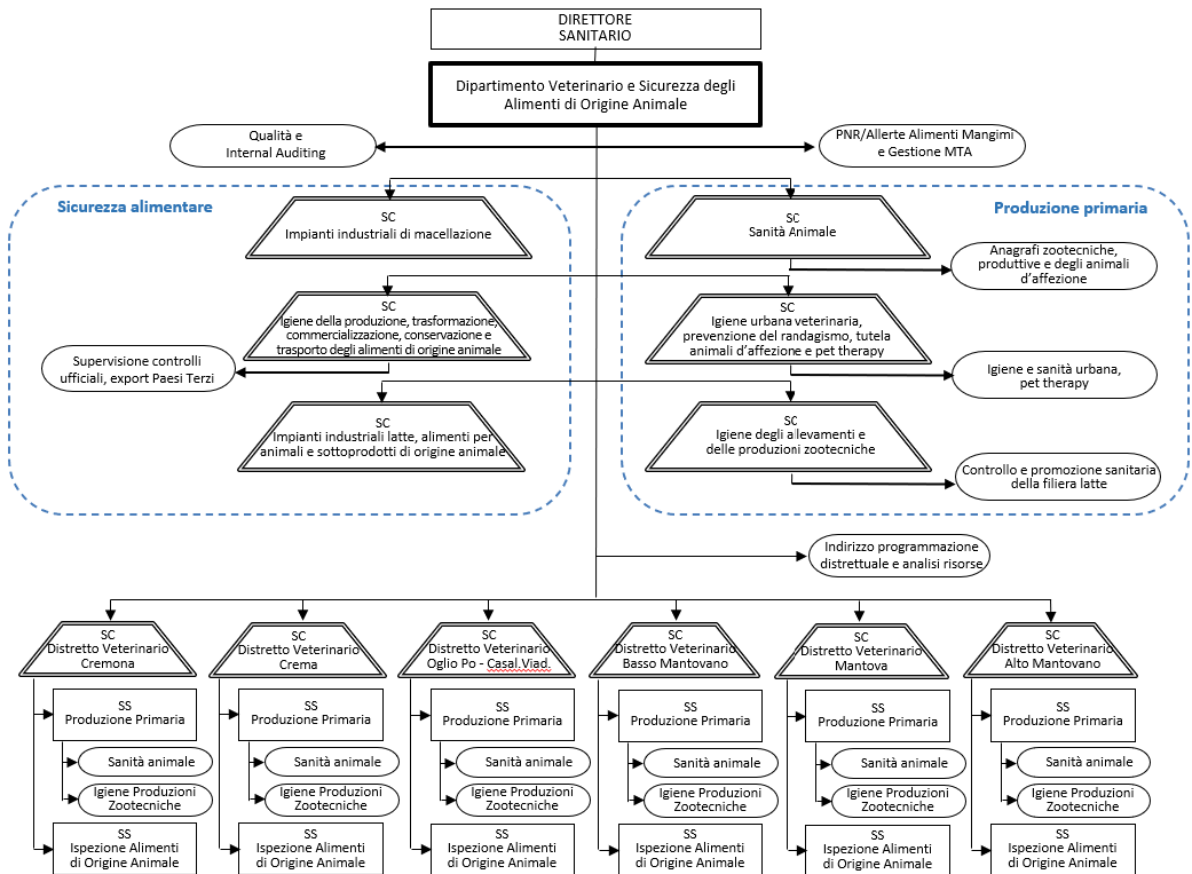 DIRETTORE
SANITARIO
Dipartimento Veterinario e Sicurezza degli
Alimenti di Origine Animale
Qualità e
Internal Auditing
PNR/Allerte Alimenti Mangimi
e Gestione MTA
Sicurezza alimentare
SC
Impianti industriali di macellazione
SC
Sanità Animale
Produzione primaria
Anagrafi zootecniche,
produttive e degli animali
d'affezione
SC
Igiene della produzione, trasformazione,
commercializzazione, conservazione e
trasporto degli alimenti di origine animale
SC
Igiene urbana veterinaria,
prevenzione del randagismo, tutela
animali d'affezione e pet therapy
Supervisione controlli
ufficiali, export Paesi Terzi
Igiene e sanità urbana,
pet therapy
SC
Impianti industriali latte, alimenti per
animali e sottoprodotti di origine animale
SC
Igiene degli allevamenti e
delle produzioni zootecniche
Controllo e promozione sanitaria
della filiera latte
Indirizzo programmazione
distrettuale e analisi risorse
SC
Distretto Veterinario
Cremona
SS
Produzione Primaria
Sanità animale
Igiene Produzioni
Zootecniche
SS
Ispezione Alimenti
di Origine Animale
SC
Distretto Veterinario
Crema
SS
Produzione Primaria
Sanità animale
Igiene Produzioni
Zootecniche
SS
Ispezione Alimenti
di Origine Animale
SC
Distretto Veterinario
Oglio Po - Casal.Viad.
SS
Produzione Primaria
Sanità animale
Igiene Produzioni
Zootecniche
SS
Ispezione Alimenti
di Origine Animale
SC
Distretto Veterinario
Basso Mantovano
SS
Produzione Primaria
Sanità animale
Igiene Produzioni
Zootecniche
SS
Ispezione Alimenti
di Origine Animale
SC
Distretto Veterinario
Mantova
SS
Produzione Primaria
Sanità animale
Igiene Produzioni
Zootecniche
SS
Ispezione Alimenti
di Origine Animale
SC
Distretto Veterinario
Alto Mantovano
SS
Produzione Primaria
Sanità animale
Igiene Produzioni
Zootecniche
SS
Ispezione Alimenti
di Origine Animale